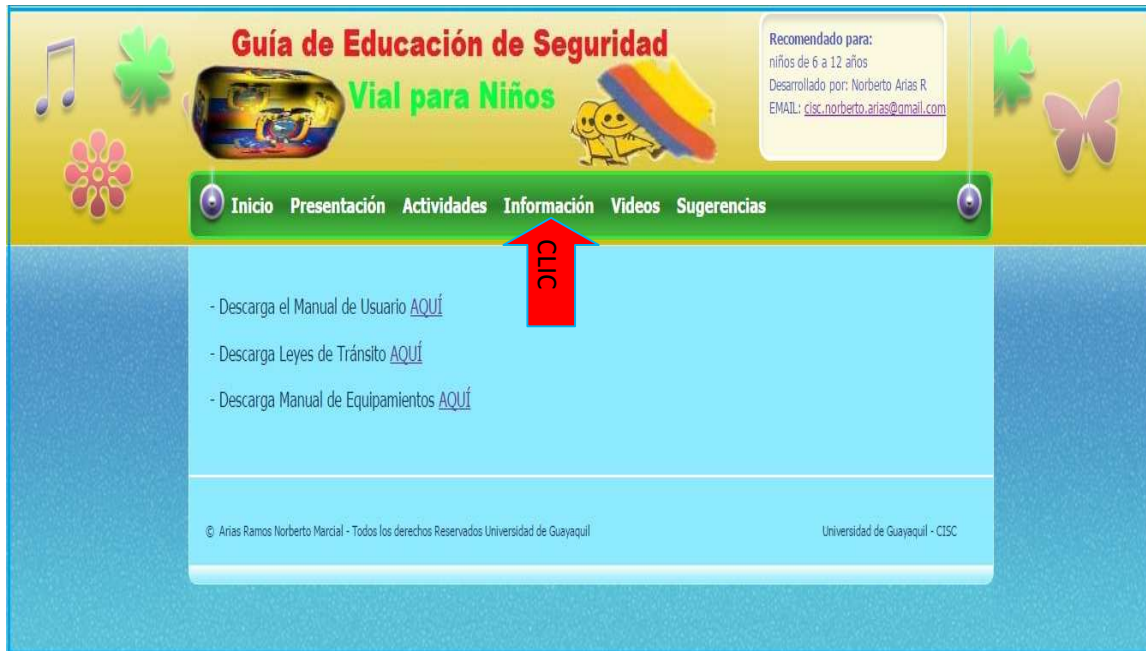 Guía de Educación de Seguridad
Vial para Niños
Recomendado para:
niños de 6 a 12 años
Desarrollado por: Norberto Arias R
EMAIL: cisc.norberto.arias@gmail.com
Inicio Presentación Actividades Información Videos Sugerencias
CLIC
- Descarga el Manual de Usuario AQUÍ
- Descarga Leyes de Tránsito AQUÍ
- Descarga Manual de Equipamientos AQUÍ
© Arias Ramos Norberto Marcial - Todos los derechos Reservados Universidad de Guayaquil
Universidad de Guayaquil - CISC